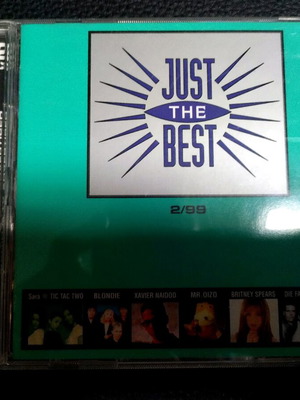 JUST
THE
BEST
2/99
TIC TAC TWO
BLONDIE
XAVIER NAIDOO
MR. OIZO
BRITNEY SPEARS